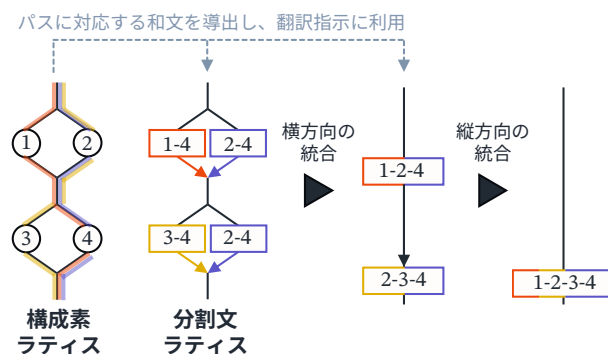 パスに対応する和文を導出し、翻訳指示に利用
1
2
3
4
構成素
ラティス
1-4
2-4
3-4
2-4
分割文
ラティス
横方向の
統合
1-2-4
2-3-4
縦方向の
統合
1-2-3-4